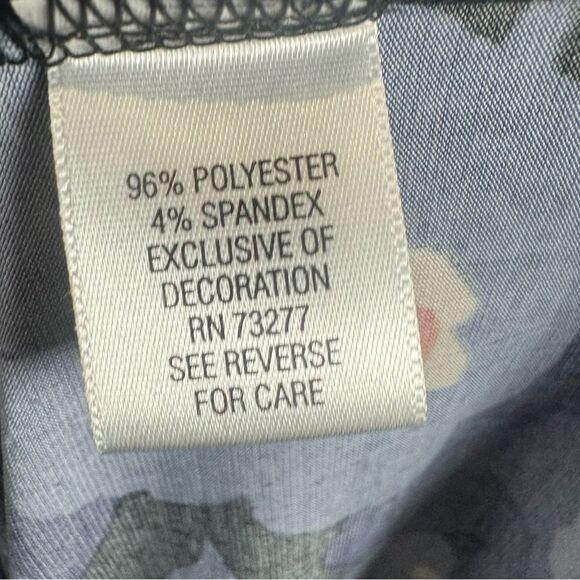 96% POLYESTER
4% SPANDEX
EXCLUSIVE OF
DECORATION
RN 73277
SEE REVERSE
FOR CARE